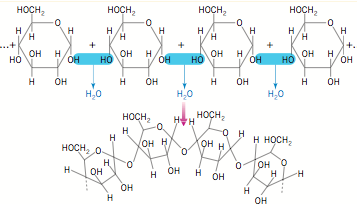 HOCH₂ HOCH₂ HOCH₂ HOCH₂
O O O O
H H H H H H H H
H H H H
...+ + + + +...
OH H OH H OH H OH H
HO OH HO OH HO OH HO OH
H OH H OH H OH H OH
H₂O H₂O H₂O
HOCH₂ H H HOCH₂
HOCH₂ H O O H H HOCH₂
O O O
H OH H O OH H
H O H OH H OH O H
OH OH
OH H H OH
OH